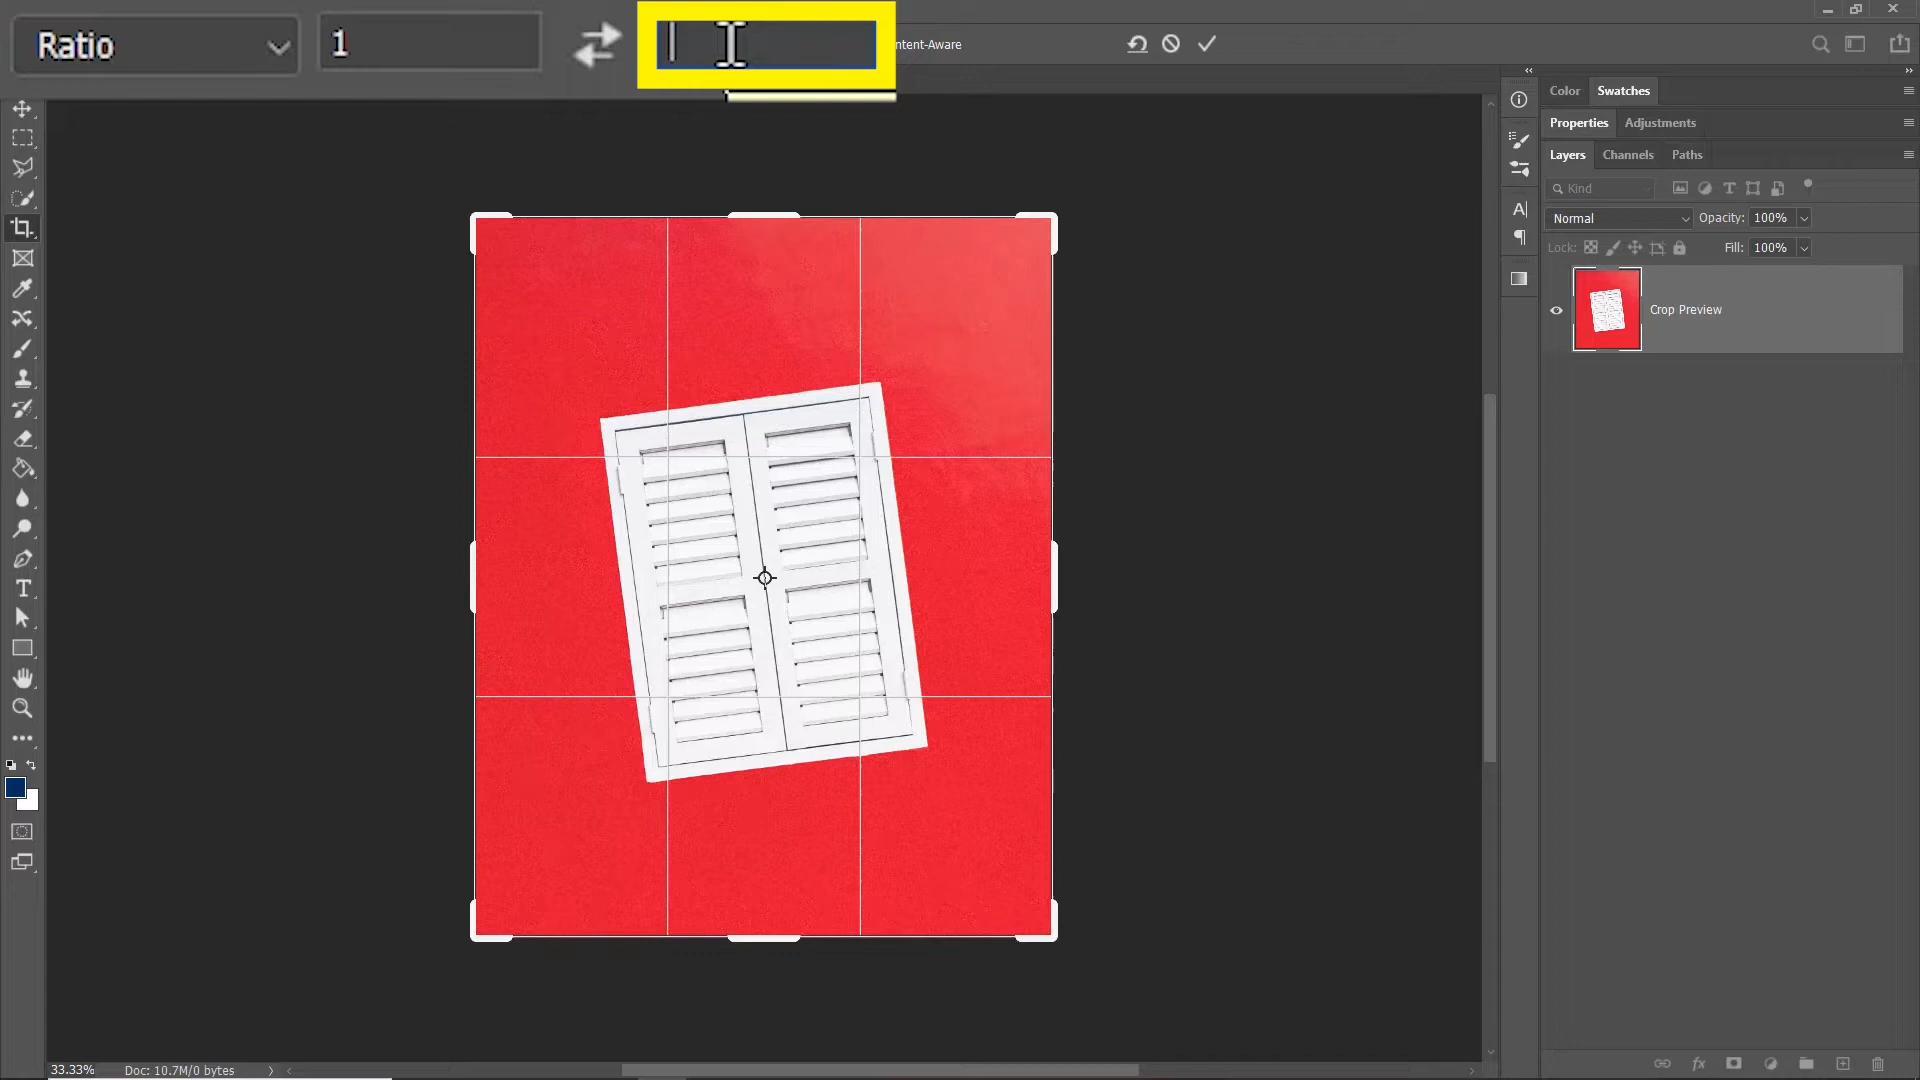 Ratio
1
ntent-Aware
Color
Swatches
Properties
Adjustments
Layers
Channels
Paths
Kind
Normal
Opacity: 100%
Lock:
Fill: 100%
Crop Preview
33.33%
Doc: 10.7M/0 bytes